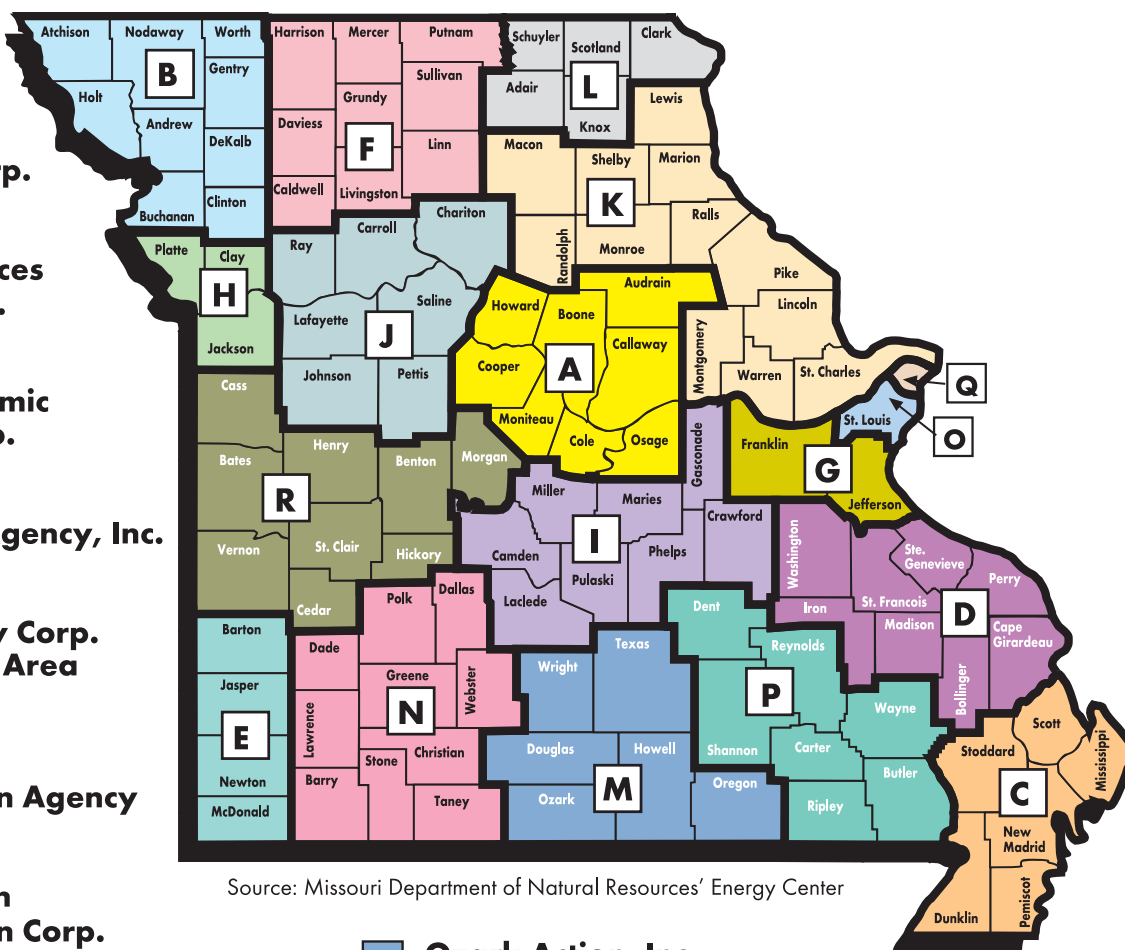 Atchison
Nodaway
Worth
Harrison
Mercer
Putnam
Schuyler
Scotland
Clark
B
Gentry
Sullivan
Adair
L
Holt
Grundy
Lewis
Andrew
Daviess
Knox
DeKalb
F
Linn
Macon
Shelby
Marion
rp.
Caldwell
Livingston
K
Buchanan
Clinton
Chariton
Ralls
Carroll
Platte
Clay
Ray
Randolph
Monroe
ces
.
H
Saline
Audrain
Pike
Howard
Boone
Lincoln
Lafayette
J
Callaway
Montgomery
Jackson
Cooper
A
Johnson
Pettis
Warren
St. Charles
Q
Cass
mic
p.
Moniteau
St. Louis
O
Henry
Cole
Osage
Gasconade
Franklin
Bates
Benton
Morgan
G
R
Miller
Maries
Jefferson
Crawford
gency, Inc.
Vernon
St. Clair
Hickory
Camden
I
Phelps
Washington
Ste.
Genevieve
Pulaski
Perry
Cedar
Polk
Dallas
Laclede
Dent
Iron
St. Francois
D
y Corp.
Area
Barton
Dade
Texas
Reynolds
Madison
Cape
Girardeau
Wright
Jasper
Greene
Webster
P
Bollinger
Lawrence
N
Wayne
E
Scott
Christian
Douglas
Howell
Shannon
Carter
Stoddard
Mississippi
Stone
Newton
Barry
Oregon
Butler
n Agency
McDonald
Taney
Ozark
M
Ripley
C
New
Madrid
Source: Missouri Department of Natural Resources’ Energy Center
Pemiscot
Dunklin
n
n Corp.
Ozark Action, Inc.